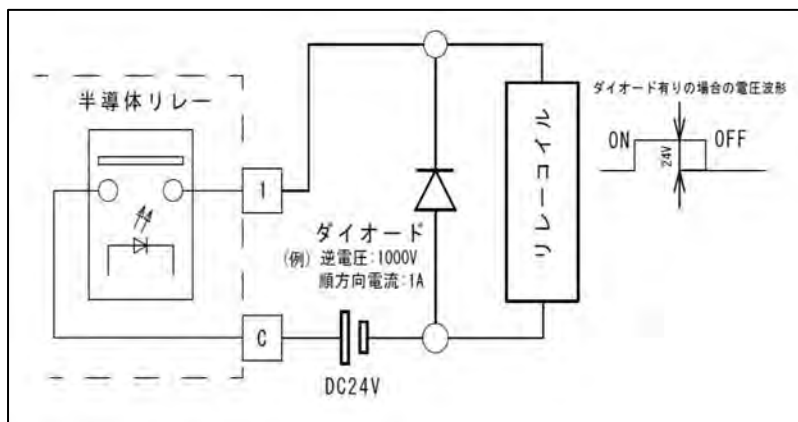 半導体リレー
1
C
DC24V
ダイオード
(例) 逆電圧:1000V
順方向電流:1A
リレーコイル
ダイオード有りの場合の電圧波形
ON
24V
OFF